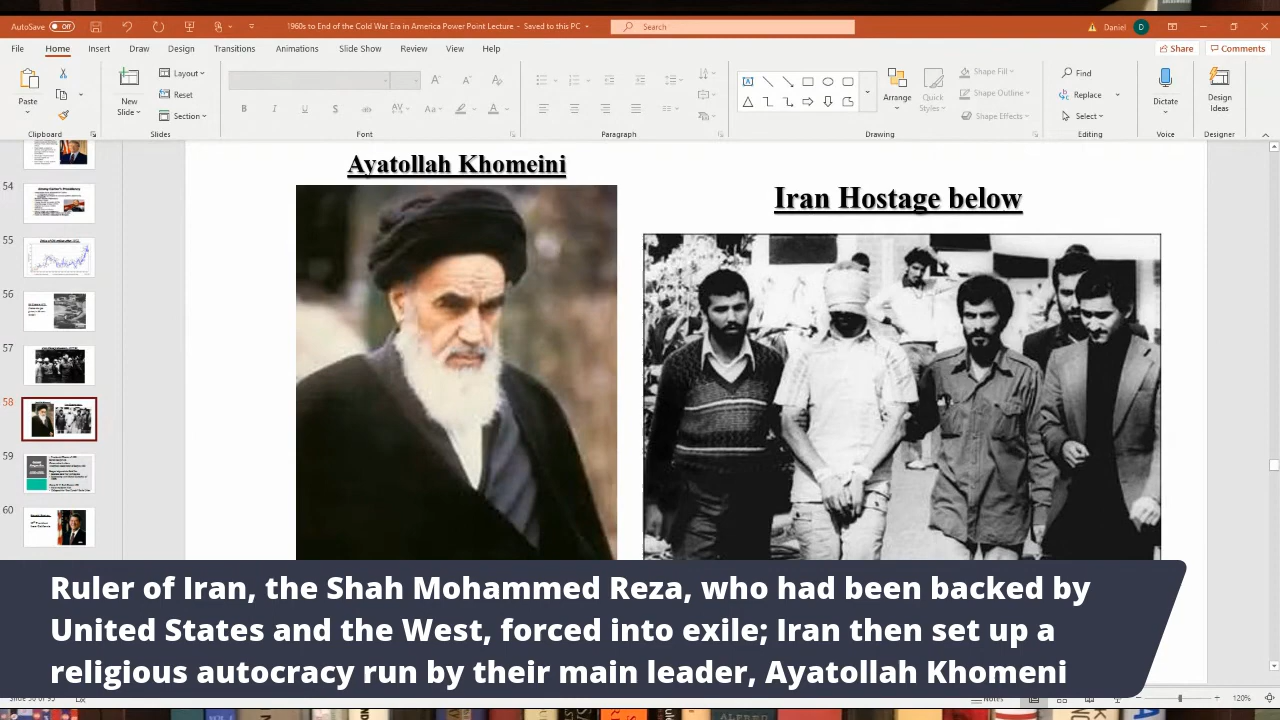 AutoSave Off 1960s to End of the Cold War Era in America Power Point Lecture - Saved to this PC Search Daniel D
File Home Insert Draw Design Transitions Animations Slide Show Review View Help Share Comments
Paste New Slide Layout Reset Section Arrange Quick Styles Shape Fill Shape Outline Shape Effects Find Replace Select Dictate Design Ideas
Clipboard Slides Font Paragraph Drawing Editing Voice Designer
Ayatollah Khomeini
Iran Hostage below
54
55
56
57
58
59
60
Ruler of Iran, the Shah Mohammed Reza, who had been backed by
United States and the West, forced into exile; Iran then set up a
religious autocracy run by their main leader, Ayatollah Khomeni
Notes 120%